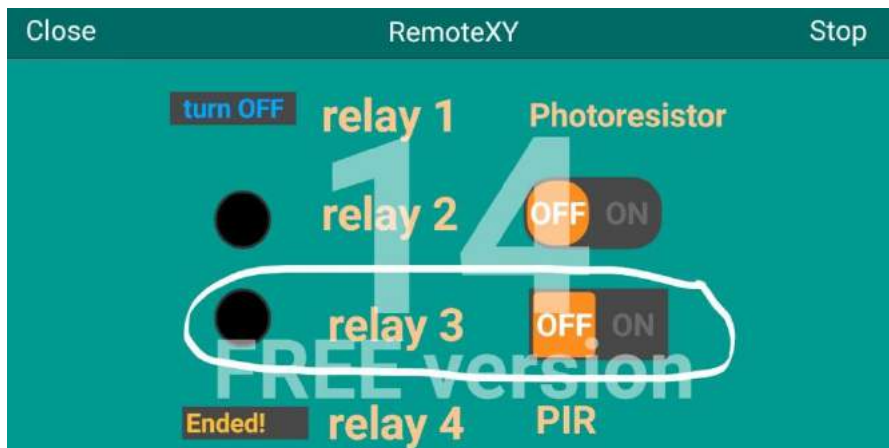 Close RemoteXY Stop
turn OFF relay 1 Photoresistor
14
relay 2 OFF ON
relay 3 OFF ON
FREE version
Ended! relay 4 PIR